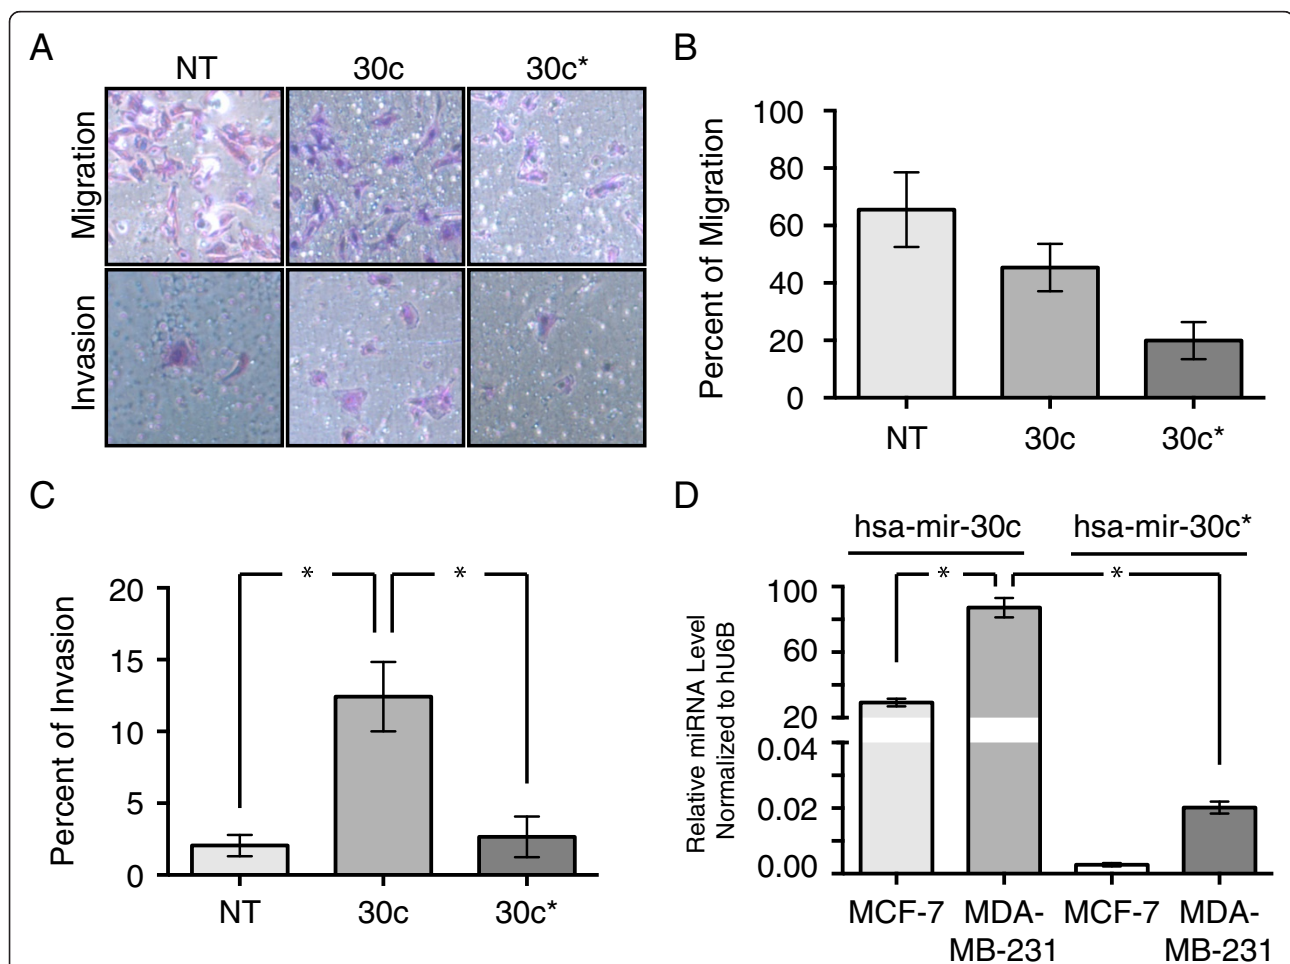 A
NT 30c 30c*
Migration
Invasion
B
Percent of Migration
100
80
60
40
20
0
NT 30c 30c*
C
Percent of Invasion
20
15
10
5
0
* *
NT 30c 30c*
D
hsa-mir-30c hsa-mir-30c*
Relative miRNA Level
Normalized to hU6B
* *
100
60
20
0.04
0.02
0.00
MCF-7 MDA- MCF-7 MDA-
MB-231 MB-231